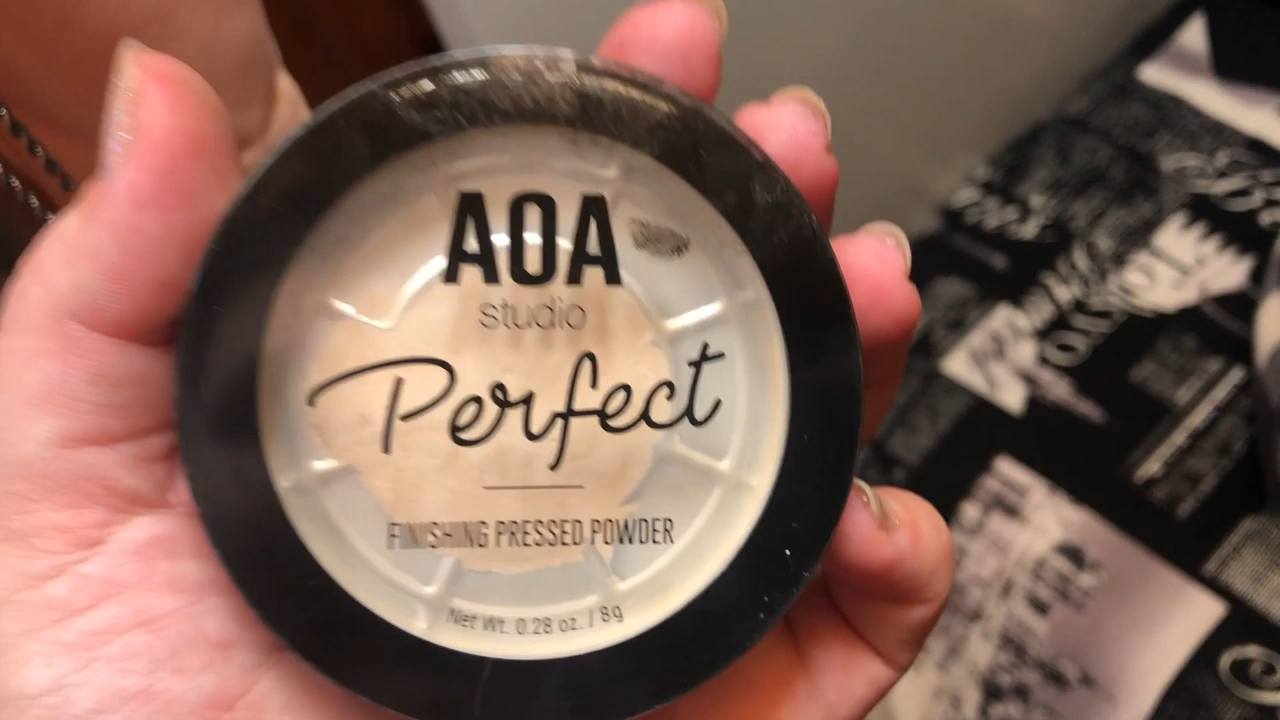 AOA
studio
Perfect
FINISHING PRESSED POWDER
Net Wt. 0.28 oz. / 8g